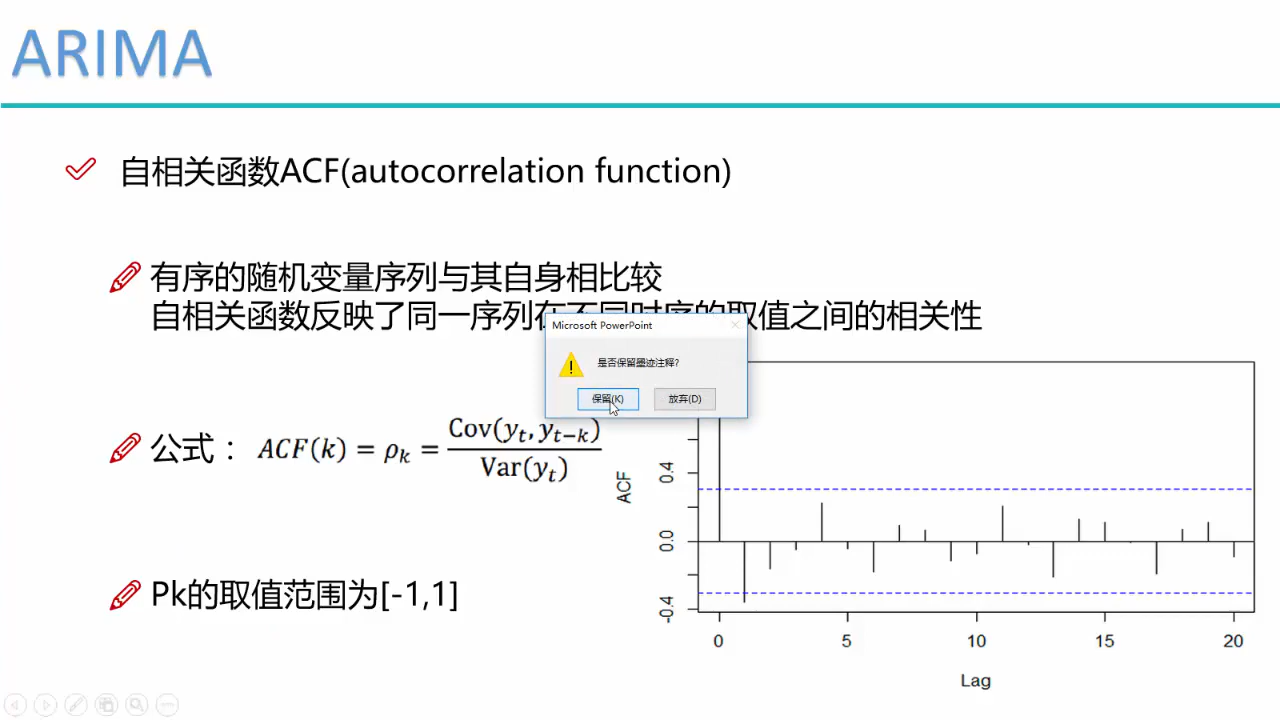 ARIMA
自相关函数ACF(autocorrelation function)
有序的随机变量序列与其自身相比较
自相关函数反映了同一序列在不同时序的取值之间的相关性
Microsoft PowerPoint
是否保留墨迹注释?
保留(K)
放弃(D)
公式： ACF(k) = ρk = Cov(yt, yt−k) / Var(yt)
Pk的取值范围为[-1,1]
ACF
0.4
0.0
-0.4
0 5 10 15 20
Lag